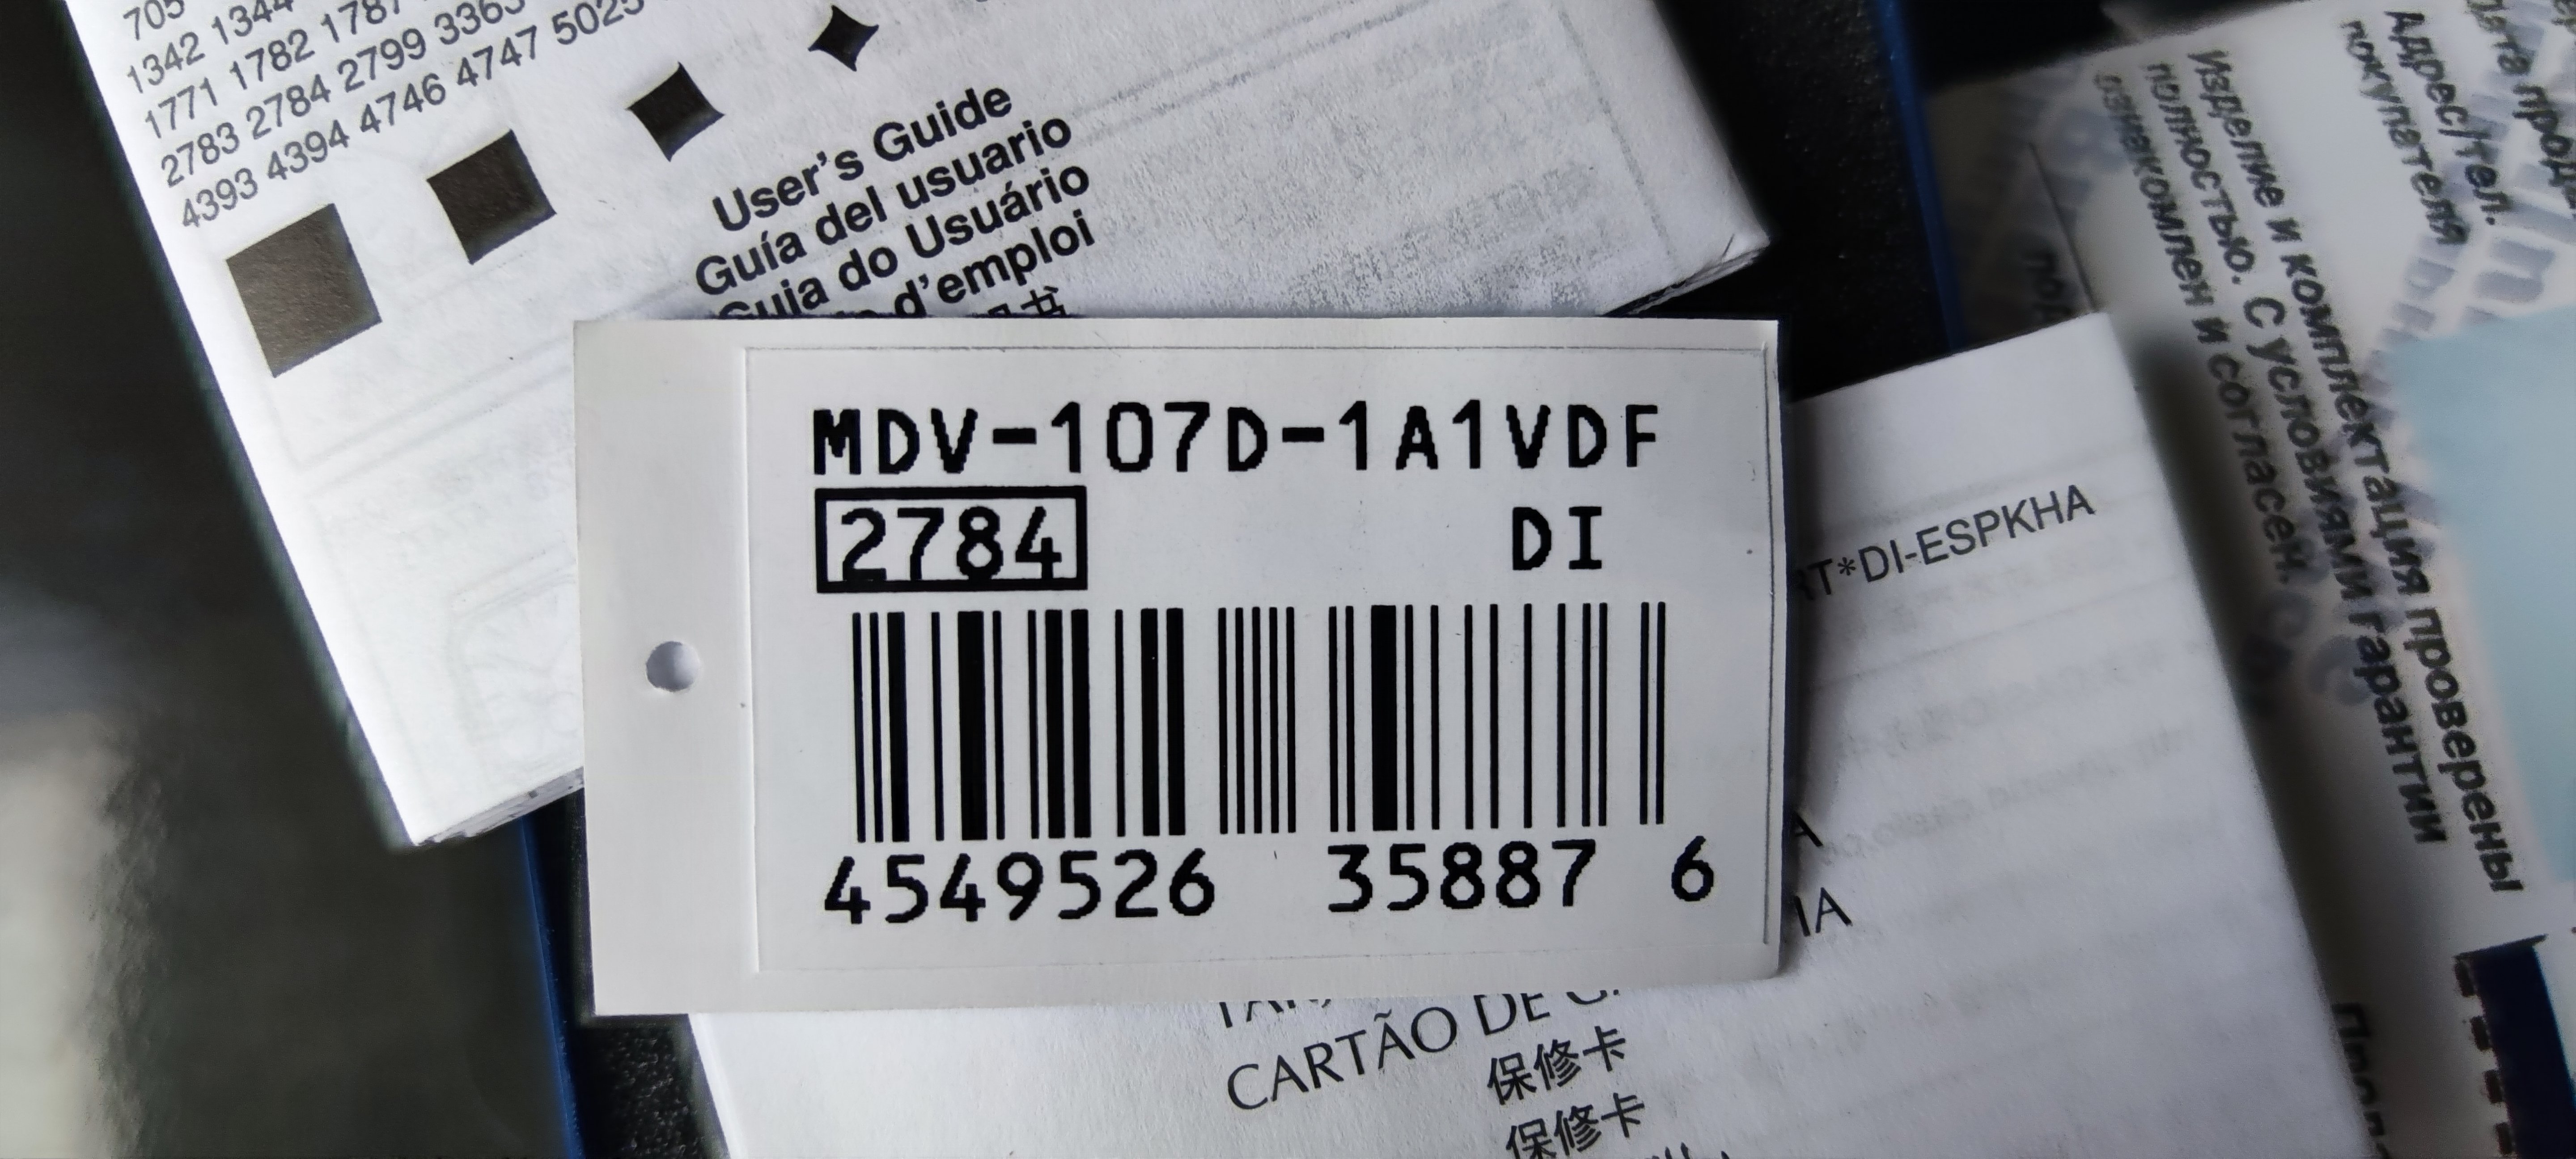 705
1342 1344
1771 1782 1787
2783 2784 2799 3363
4393 4394 4746 4747 5025
User's Guide
Guía del usuario
Guia do Usuário
d'emploi
MDV-107D-1A1VDF
2784 DI
4549526 35887 6
RT*DI-ESPKHA
IA
CARTÃO DE
保修卡
保修卡
Адрес/тел.
покупателя
Изделие и комплектация проверены
полностью. С условиями гарантии
ознакомлен и согласен.